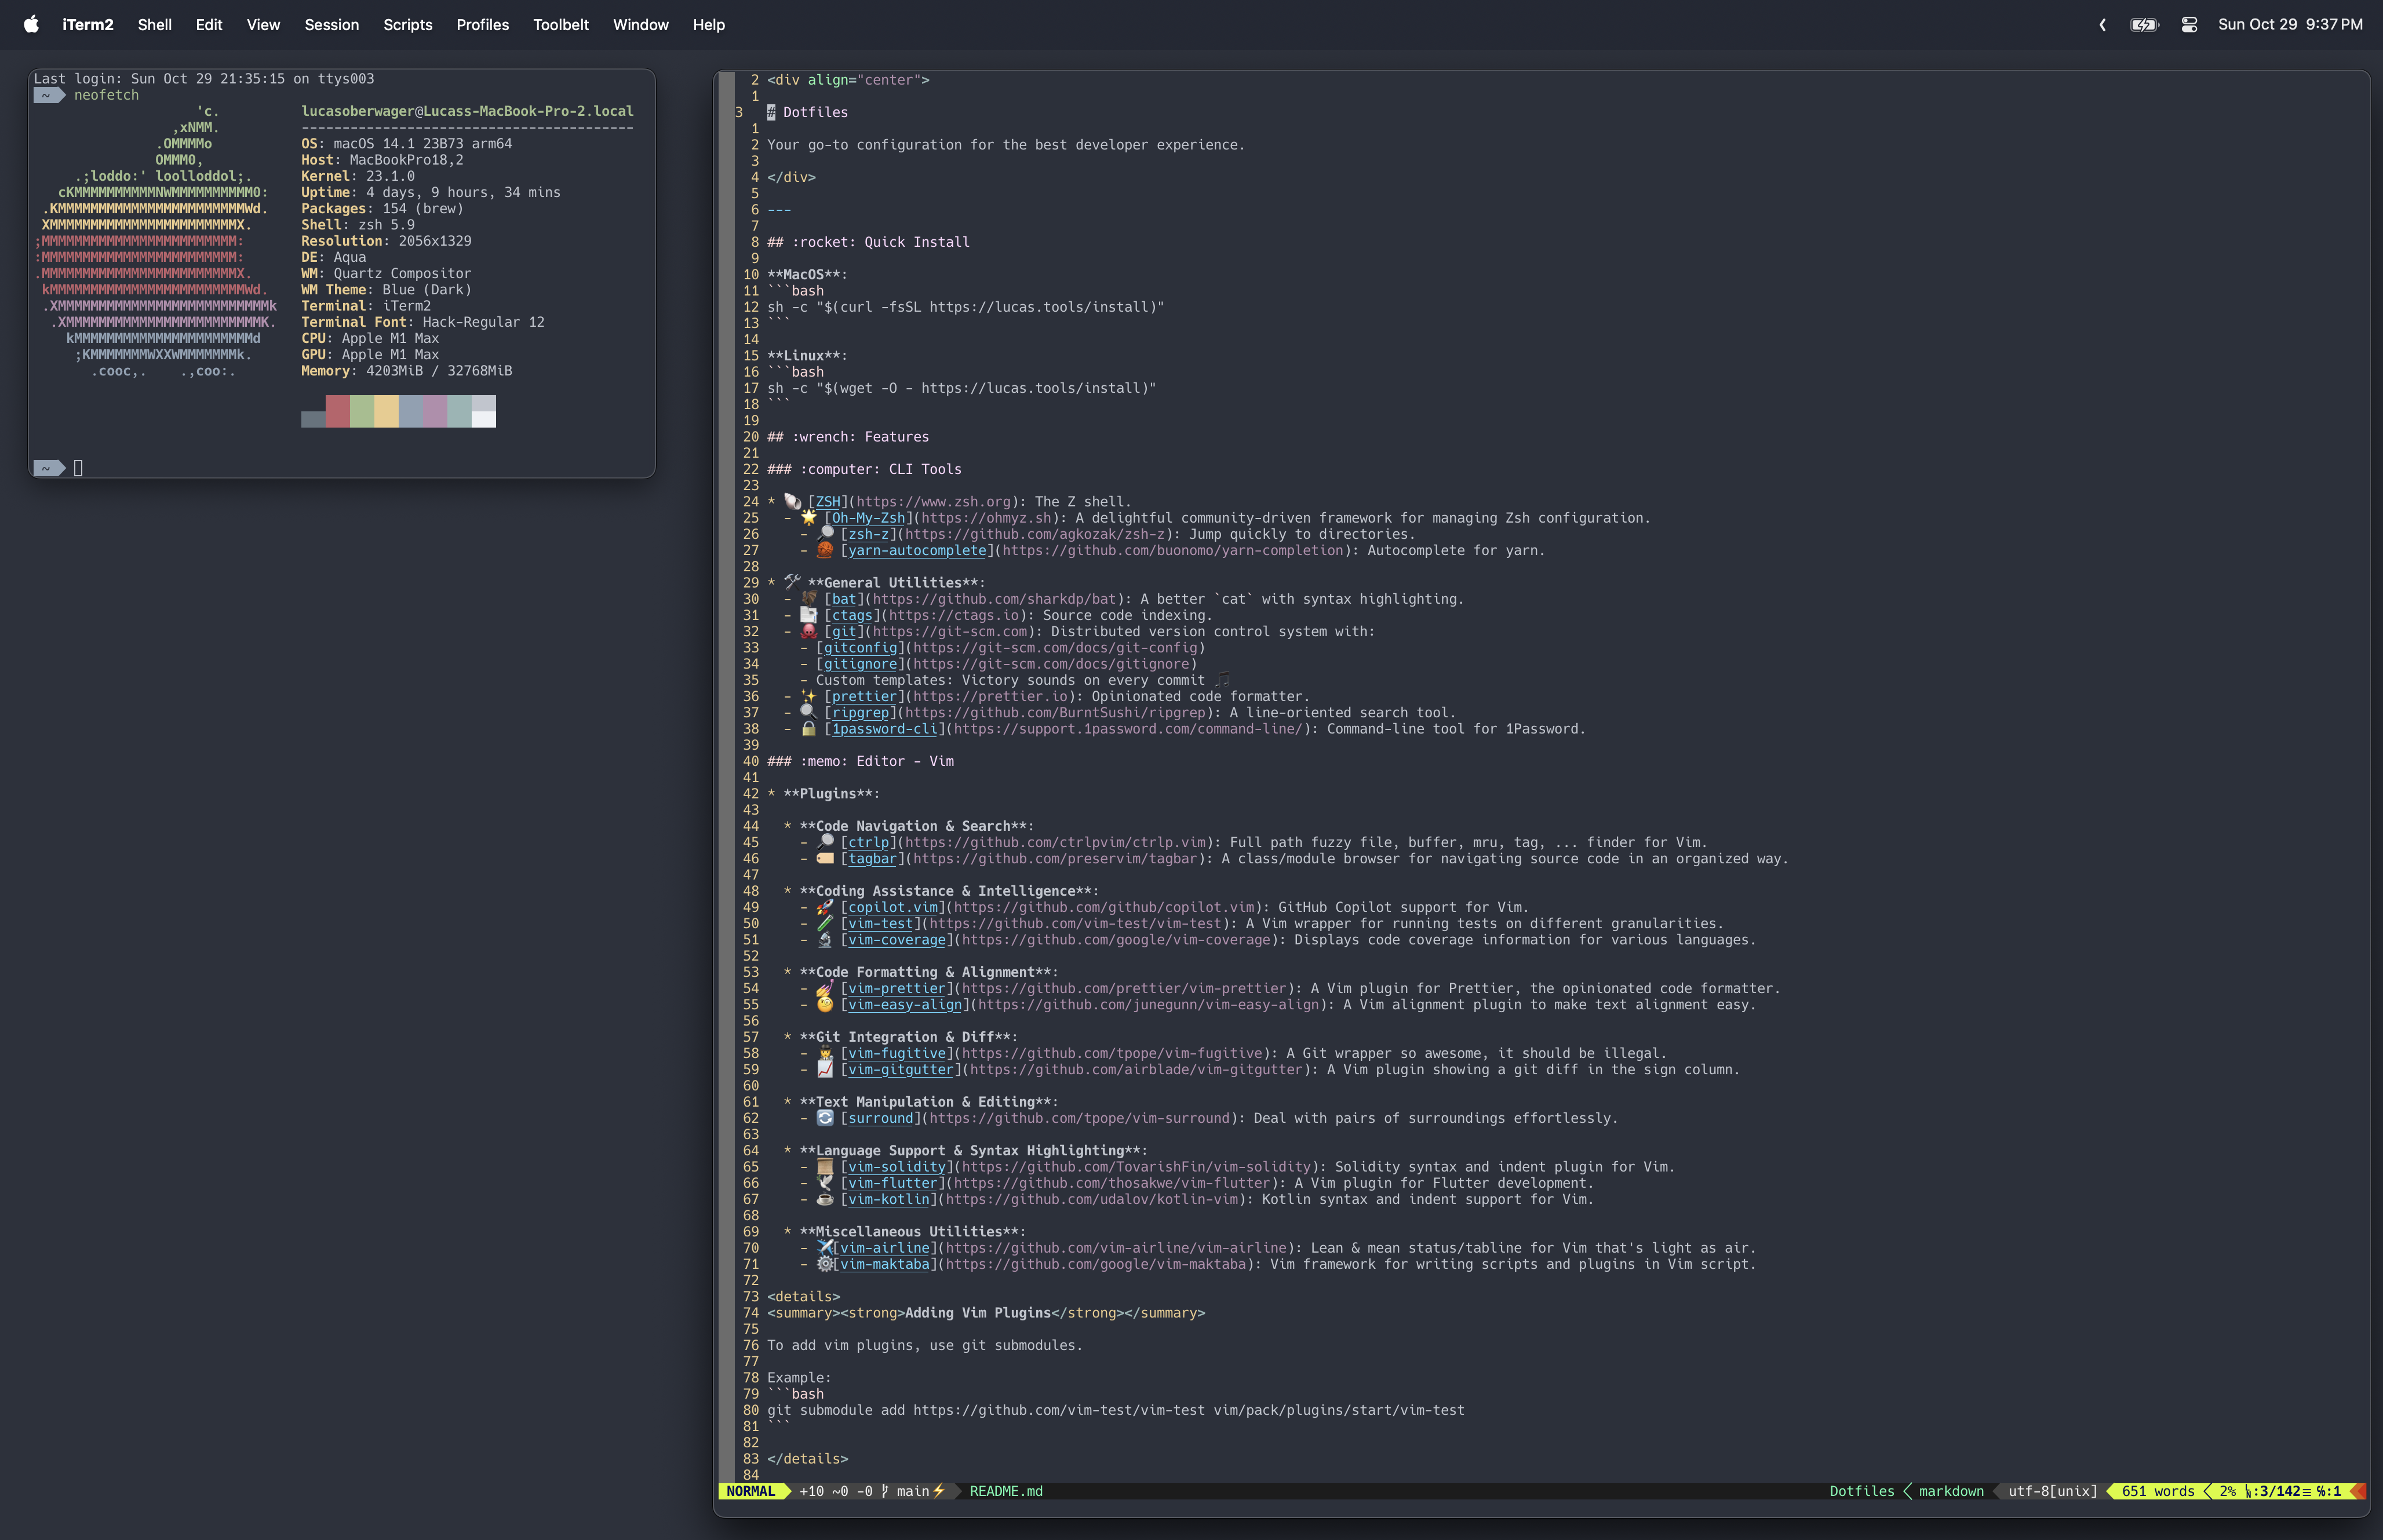 iTerm2 Shell Edit View Session Scripts Profiles Toolbelt Window Help Sun Oct 29 9:37 PM
Last login: Sun Oct 29 21:35:15 on ttys003
~ neofetch
'c. lucasoberwager@Lucass-MacBook-Pro-2.local
,xNMM. -----------------------------------------
.OMMMMo OS: macOS 14.1 23B73 arm64
OMMM0, Host: MacBookPro18,2
.;loddo:' loolloddol;. Kernel: 23.1.0
cKMMMMMMMMMMNWMMMMMMMMMM0: Uptime: 4 days, 9 hours, 34 mins
.KMMMMMMMMMMMMMMMMMMMMMMMWd. Packages: 154 (brew)
XMMMMMMMMMMMMMMMMMMMMMMMX. Shell: zsh 5.9
;MMMMMMMMMMMMMMMMMMMMMMMM: Resolution: 2056x1329
:MMMMMMMMMMMMMMMMMMMMMMMM: DE: Aqua
.MMMMMMMMMMMMMMMMMMMMMMMMX. WM: Quartz Compositor
kMMMMMMMMMMMMMMMMMMMMMMMMWd. WM Theme: Blue (Dark)
.XMMMMMMMMMMMMMMMMMMMMMMMMMMk Terminal: iTerm2
.XMMMMMMMMMMMMMMMMMMMMMMMMK. Terminal Font: Hack-Regular 12
kMMMMMMMMMMMMMMMMMMMMMMd CPU: Apple M1 Max
;KMMMMMMMWXXWMMMMMMMk. GPU: Apple M1 Max
.cooc,. .,coo:. Memory: 4203MiB / 32768MiB
~
2 <div align="center">
1
3 # Dotfiles
1
2 Your go-to configuration for the best developer experience.
3
4 </div>
5
6 ---
7
8 ## :rocket: Quick Install
9
10 **MacOS**:
11 ```bash
12 sh -c "$(curl -fsSL https://lucas.tools/install)"
13 ```
14
15 **Linux**:
16 ```bash
17 sh -c "$(wget -O - https://lucas.tools/install)"
18 ```
19
20 ## :wrench: Features
21
22 ### :computer: CLI Tools
23
24 * 🐚 [ZSH](https://www.zsh.org): The Z shell.
25 - 🌟 [Oh-My-Zsh](https://ohmyz.sh): A delightful community-driven framework for managing Zsh configuration.
26 - 🔎 [zsh-z](https://github.com/agkozak/zsh-z): Jump quickly to directories.
27 - 🧶 [yarn-autocomplete](https://github.com/buonomo/yarn-completion): Autocomplete for yarn.
28
29 * 🛠 **General Utilities**:
30 - 🦇 [bat](https://github.com/sharkdp/bat): A better `cat` with syntax highlighting.
31 - 📑 [ctags](https://ctags.io): Source code indexing.
32 - 🐙 [git](https://git-scm.com): Distributed version control system with:
33 - [gitconfig](https://git-scm.com/docs/git-config)
34 - [gitignore](https://git-scm.com/docs/gitignore)
35 - Custom templates: Victory sounds on every commit 🎵
36 - ✨ [prettier](https://prettier.io): Opinionated code formatter.
37 - 🔍 [ripgrep](https://github.com/BurntSushi/ripgrep): A line-oriented search tool.
38 - 🔒 [1password-cli](https://support.1password.com/command-line/): Command-line tool for 1Password.
39
40 ### :memo: Editor - Vim
41
42 * **Plugins**:
43
44 * **Code Navigation & Search**:
45 - 🔎 [ctrlp](https://github.com/ctrlpvim/ctrlp.vim): Full path fuzzy file, buffer, mru, tag, ... finder for Vim.
46 - 🏷 [tagbar](https://github.com/preservim/tagbar): A class/module browser for navigating source code in an organized way.
47
48 * **Coding Assistance & Intelligence**:
49 - 🚀 [copilot.vim](https://github.com/github/copilot.vim): GitHub Copilot support for Vim.
50 - 🧪 [vim-test](https://github.com/vim-test/vim-test): A Vim wrapper for running tests on different granularities.
51 - 🔬 [vim-coverage](https://github.com/google/vim-coverage): Displays code coverage information for various languages.
52
53 * **Code Formatting & Alignment**:
54 - 💅 [vim-prettier](https://github.com/prettier/vim-prettier): A Vim plugin for Prettier, the opinionated code formatter.
55 - [vim-easy-align](https://github.com/junegunn/vim-easy-align): A Vim alignment plugin to make text alignment easy.
56
57 * **Git Integration & Diff**:
58 - [vim-fugitive](https://github.com/tpope/vim-fugitive): A Git wrapper so awesome, it should be illegal.
59 - 📈 [vim-gitgutter](https://github.com/airblade/vim-gitgutter): A Vim plugin showing a git diff in the sign column.
60
61 * **Text Manipulation & Editing**:
62 - 🔄 [surround](https://github.com/tpope/vim-surround): Deal with pairs of surroundings effortlessly.
63
64 * **Language Support & Syntax Highlighting**:
65 - 📜 [vim-solidity](https://github.com/TovarishFin/vim-solidity): Solidity syntax and indent plugin for Vim.
66 - 🕊 [vim-flutter](https://github.com/thosakwe/vim-flutter): A Vim plugin for Flutter development.
67 - ☕ [vim-kotlin](https://github.com/udalov/kotlin-vim): Kotlin syntax and indent support for Vim.
68
69 * **Miscellaneous Utilities**:
70 - ✈️[vim-airline](https://github.com/vim-airline/vim-airline): Lean & mean status/tabline for Vim that's light as air.
71 - ⚙️[vim-maktaba](https://github.com/google/vim-maktaba): Vim framework for writing scripts and plugins in Vim script.
72
73 <details>
74 <summary><strong>Adding Vim Plugins</strong></summary>
75
76 To add vim plugins, use git submodules.
77
78 Example:
79 ```bash
80 git submodule add https://github.com/vim-test/vim-test vim/pack/plugins/start/vim-test
81 ```
82
83 </details>
84
NORMAL +10 ~0 -0 main⚡ README.md Dotfiles markdown utf-8[unix] 651 words 2% ㏑:3/142≡ ℅:1